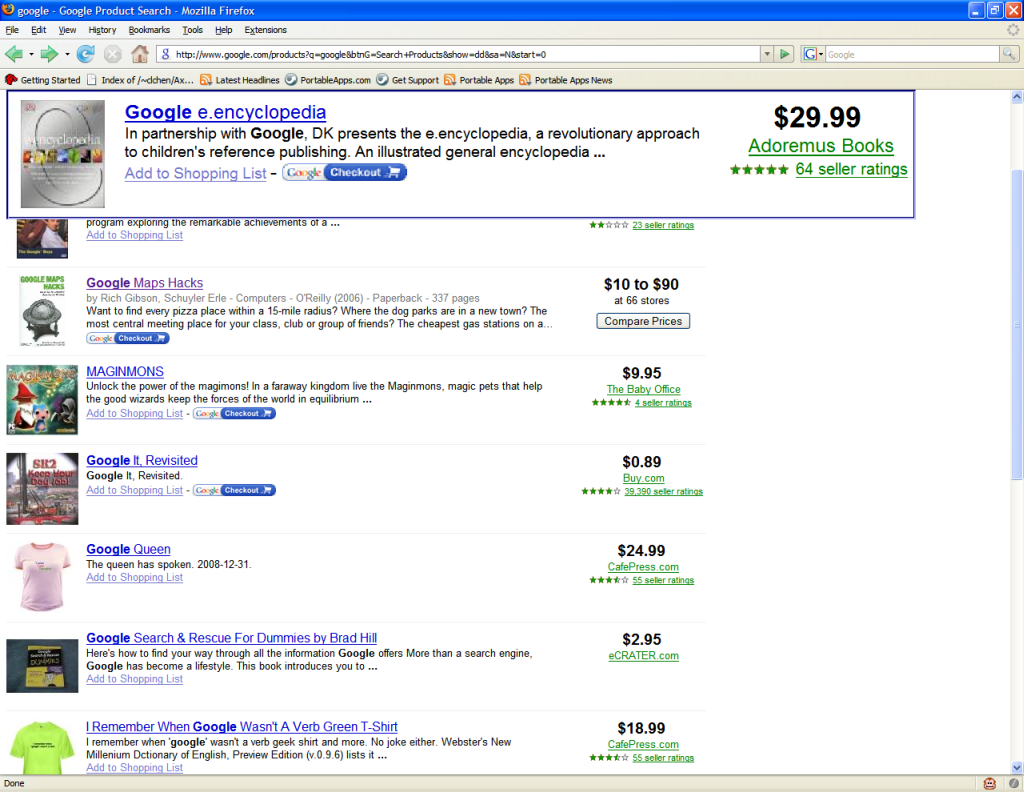 google - Google Product Search - Mozilla Firefox
File Edit View History Bookmarks Tools Help Extensions
http://www.google.com/products?q=google&btnG=Search+Products&show=dd&sa=N&start=0
Google
Getting Started Index of /~dchen/Ax... Latest Headlines PortableApps.com Get Support Portable Apps Portable Apps News
e.encyclopedia
Google e.encyclopedia
In partnership with Google, DK presents the e.encyclopedia, a revolutionary approach
to children's reference publishing. An illustrated general encyclopedia ...
Add to Shopping List - Google Checkout
$29.99
Adoremus Books
64 seller ratings
program exploring the remarkable achievements of a ...
Add to Shopping List
23 seller ratings
GOOGLE MAPS
HACKS
Google Maps Hacks
by Rich Gibson, Schuyler Erle - Computers - O'Reilly (2006) - Paperback - 337 pages
Want to find every pizza place within a 15-mile radius? Where the dog parks are in a new town? The
most central meeting place for your class, club or group of friends? The cheapest gas stations on a...
Google Checkout
$10 to $90
at 66 stores
Compare Prices
MAGINMONS
Unlock the power of the magimons! In a faraway kingdom live the Maginmons, magic pets that help
the good wizards keep the forces of the world in equilibrium ...
Add to Shopping List - Google Checkout
$9.95
The Baby Office
4 seller ratings
SK2
Keep Your
Day Job!
Google It, Revisited
Google It, Revisited.
Add to Shopping List - Google Checkout
$0.89
Buy.com
39,390 seller ratings
Google Queen
The queen has spoken. 2008-12-31.
Add to Shopping List
$24.99
CafePress.com
55 seller ratings
DUMMIES
Google Search & Rescue For Dummies by Brad Hill
Here's how to find your way through all the information Google offers More than a search engine,
Google has become a lifestyle. This book introduces you to ...
Add to Shopping List
$2.95
eCRATER.com
I Remember When Google Wasn't A Verb Green T-Shirt
I remember when 'google' wasn't a verb geek shirt and more. No joke either. Webster's New
Millenium Dctionary of English, Preview Edition (v.0.9.6) lists it ...
Add to Shopping List
$18.99
CafePress.com
55 seller ratings
Done